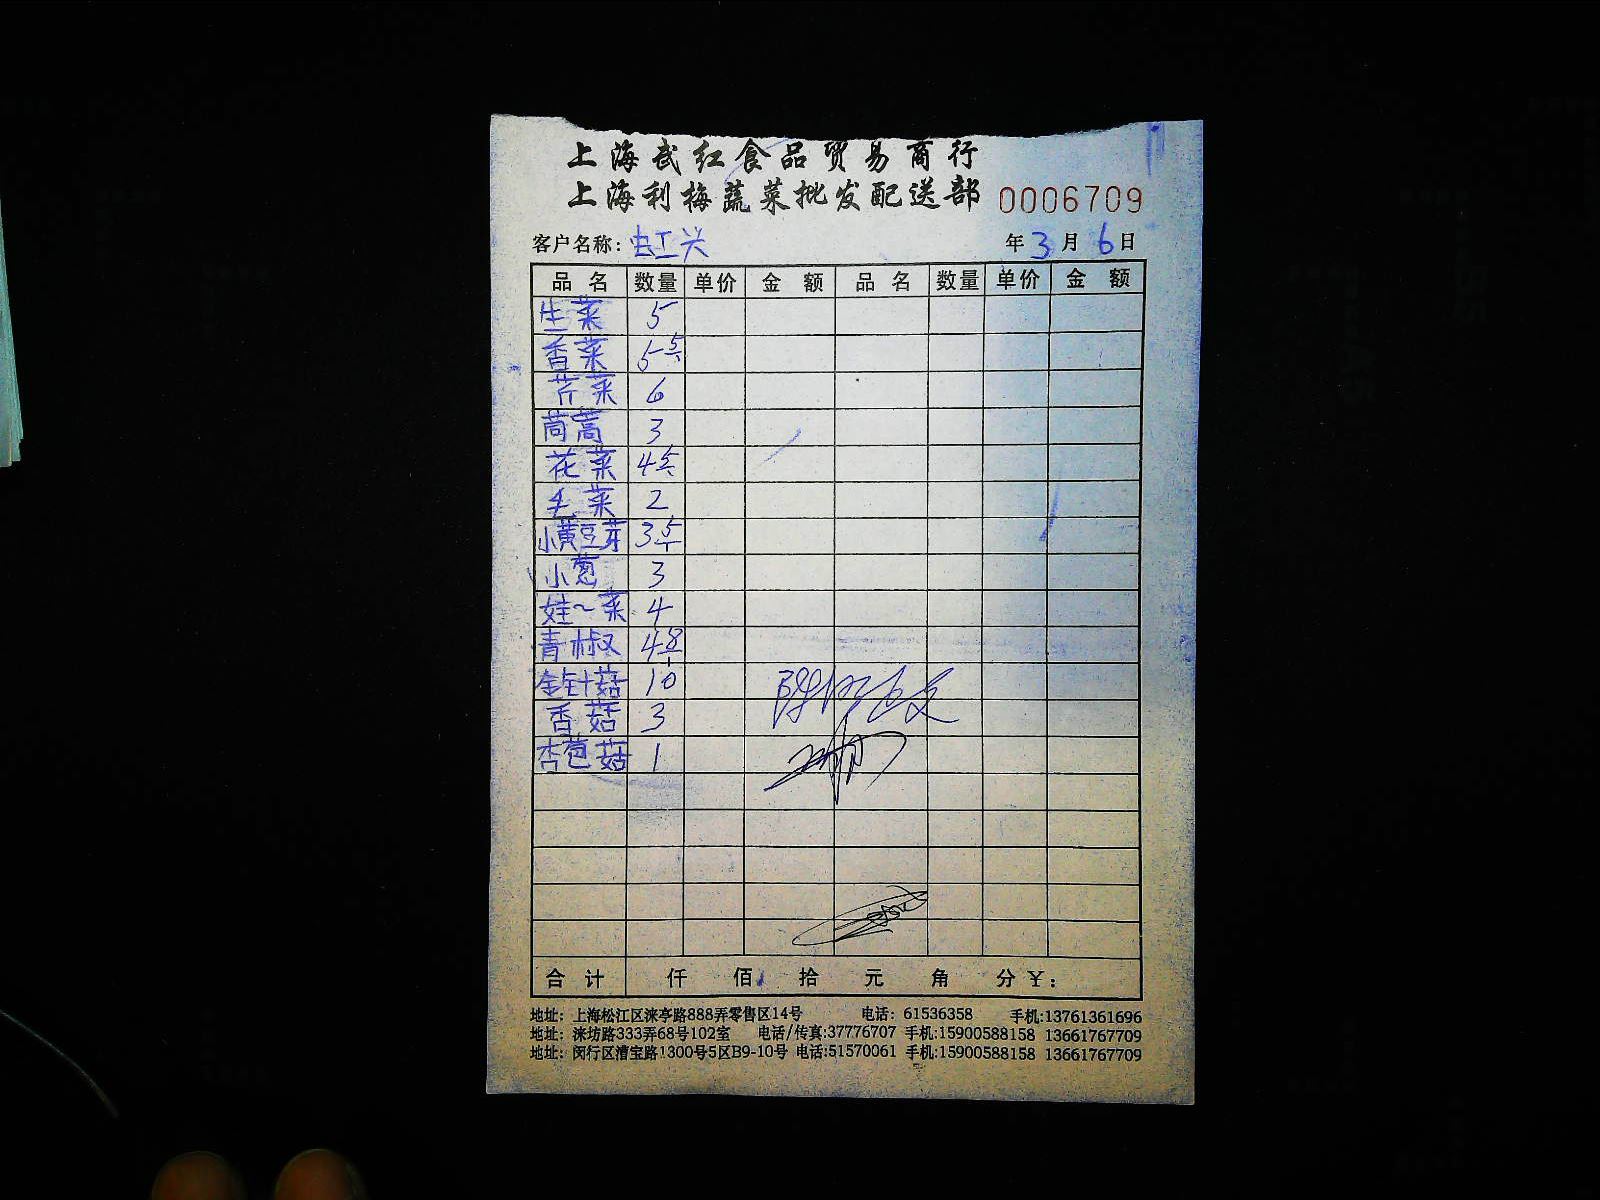 上海武红食品贸易商行
上海利梅蔬菜批发配送部 0006709
客户名称: 虹兴 年 3 月 6 日
品名 数量 单价 金额 品名 数量 单价 金额
生菜 5
香菜 5 5
芹菜 6
茼蒿 3
花菜 4 5
毛菜 2
小黄豆芽 3 5
小葱 3
娃~菜 4
青椒 4 8
金针菇 10
香菇 3
杏苞菇 1
合计 仟 佰 拾 元 角 分 ¥:
地址: 上海松江区涞亭路888弄零售区14号 电话: 61536358 手机:13761361696
地址: 涞坊路333弄68号102室 电话/传真:37776707 手机:15900588158 13661767709
地址: 闵行区漕宝路1300号5区B9-10号 电话:51570061 手机:15900588158 13661767709